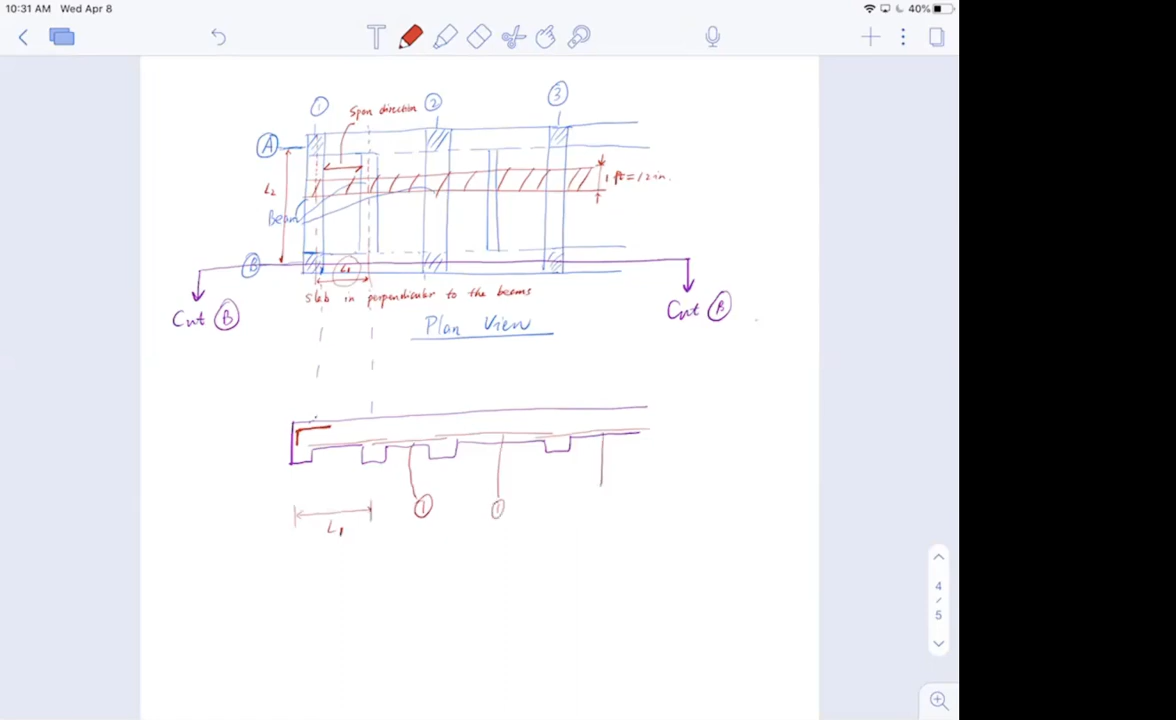 10:31 AM Wed Apr 8
40%
T
1
Span direction
2
3
A
L2
1 ft = 12 in.
Beam
B
L1
Slab in perpendicular to the beams
Cut B
Cut B
Plan View
1
1
L1
4
/
5